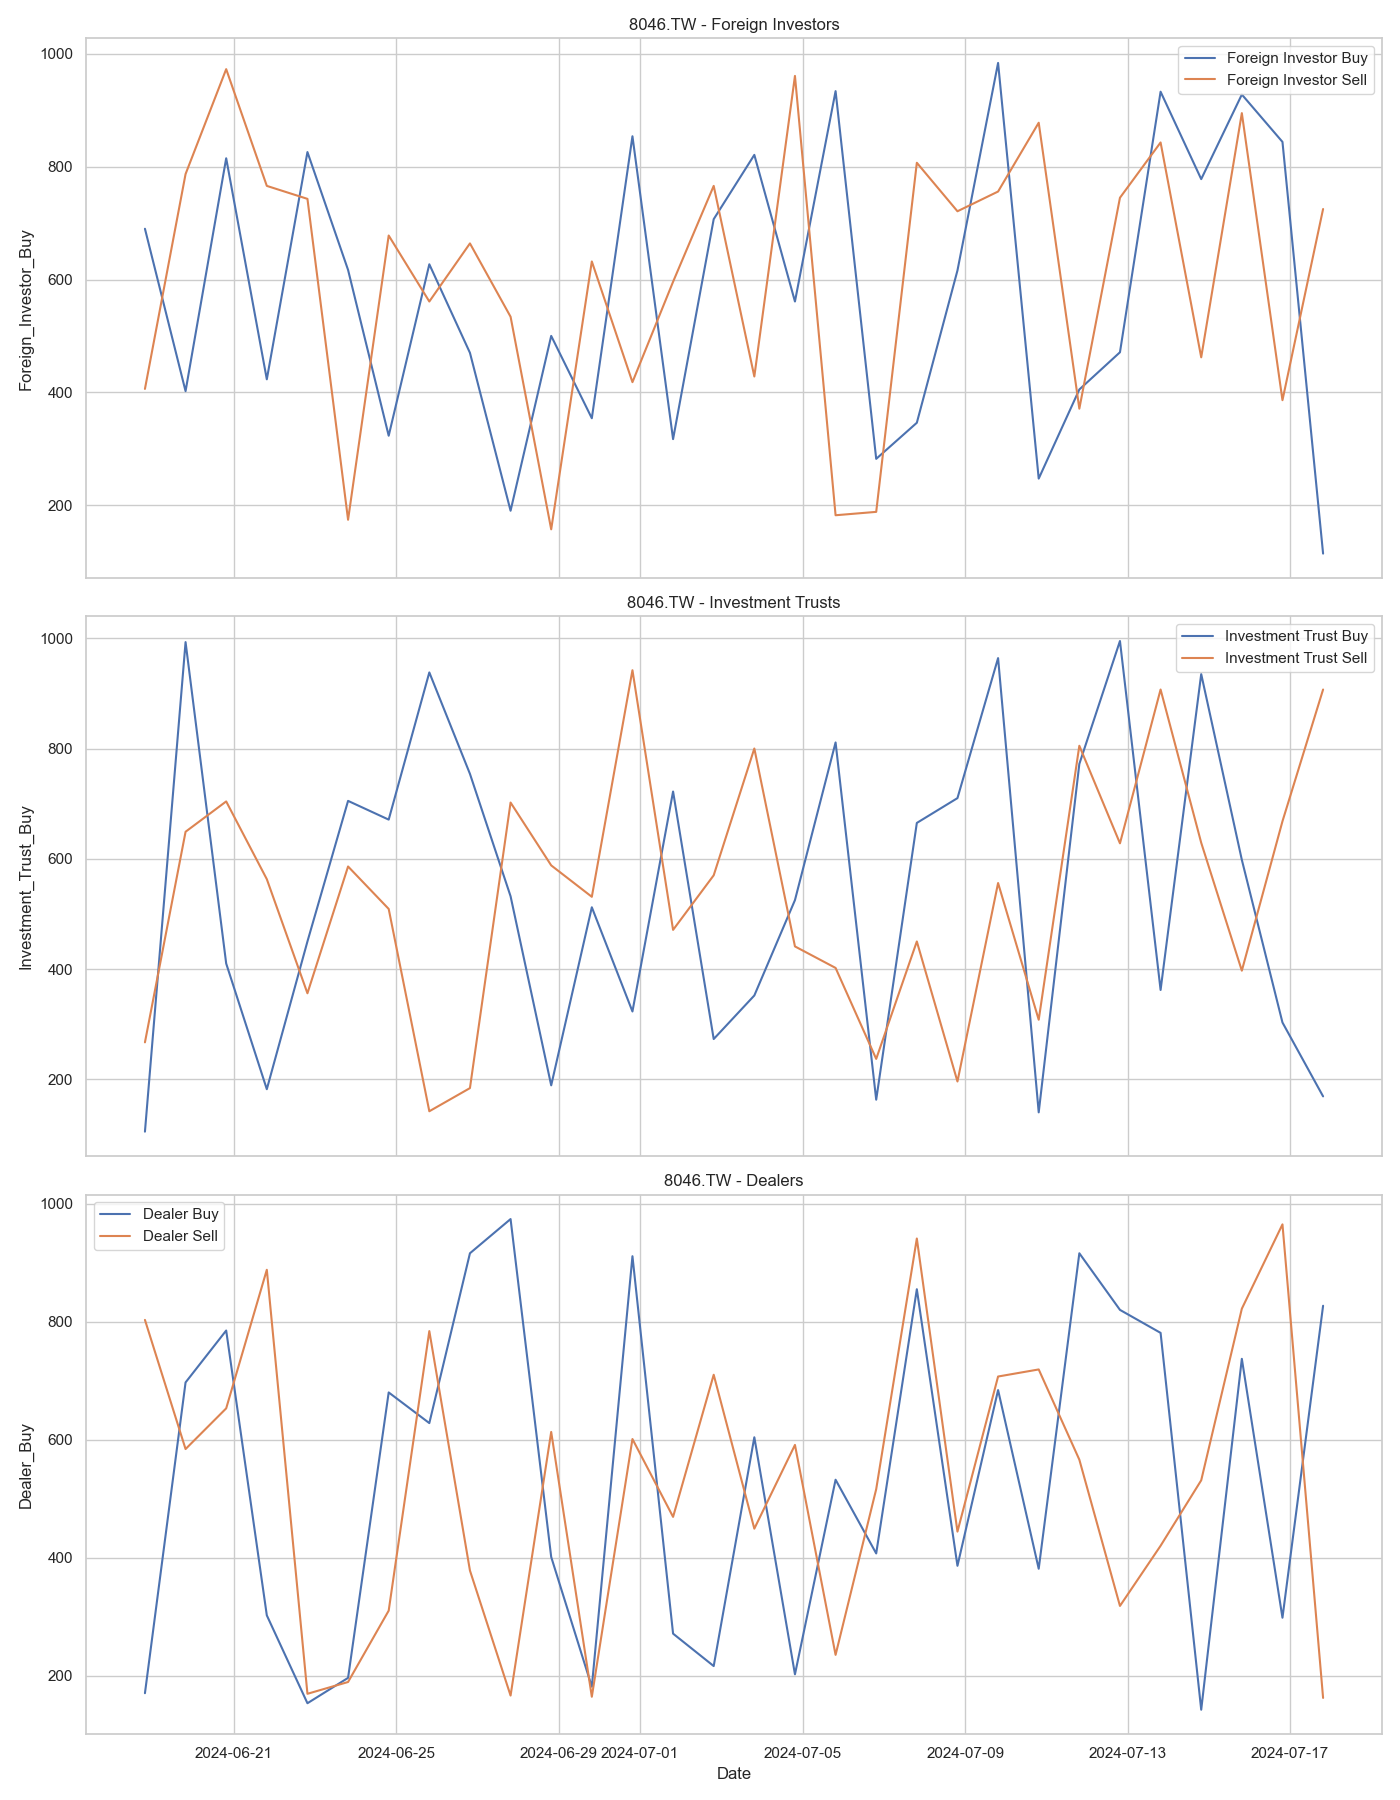 8046.TW - Foreign Investors
Foreign Investor Buy
Foreign Investor Sell
Foreign_Investor_Buy
1000
800
600
400
200
8046.TW - Investment Trusts
Investment Trust Buy
Investment Trust Sell
Investment_Trust_Buy
1000
800
600
400
200
8046.TW - Dealers
Dealer Buy
Dealer Sell
Dealer_Buy
1000
800
600
400
200
2024-06-21 2024-06-25 2024-06-29 2024-07-01 2024-07-05 2024-07-09 2024-07-13 2024-07-17
Date